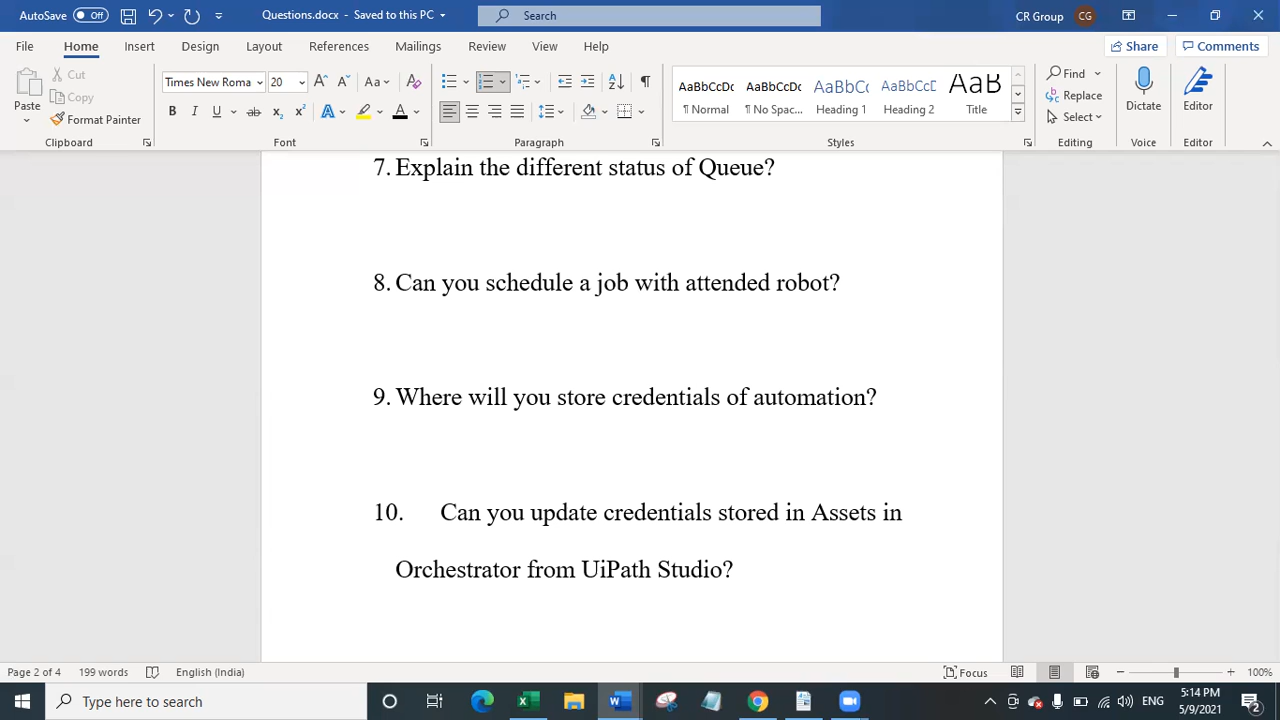 AutoSave Off Questions.docx - Saved to this PC Search CR Group CG
File Home Insert Design Layout References Mailings Review View Help Share Comments
Paste Cut Copy Format Painter Clipboard
Times New Roma 20 Font
Paragraph
AaBbCcDc AaBbCcDc AaBbCc AaBbCcD AaB
¶ Normal ¶ No Spac... Heading 1 Heading 2 Title
Styles
Find Replace Select Editing
Dictate Voice
Editor Editor
7. Explain the different status of Queue?
8. Can you schedule a job with attended robot?
9. Where will you store credentials of automation?
10. Can you update credentials stored in Assets in
Orchestrator from UiPath Studio?
Page 2 of 4 199 words English (India) Focus 100%
Type here to search ENG 5:14 PM
5/9/2021 2